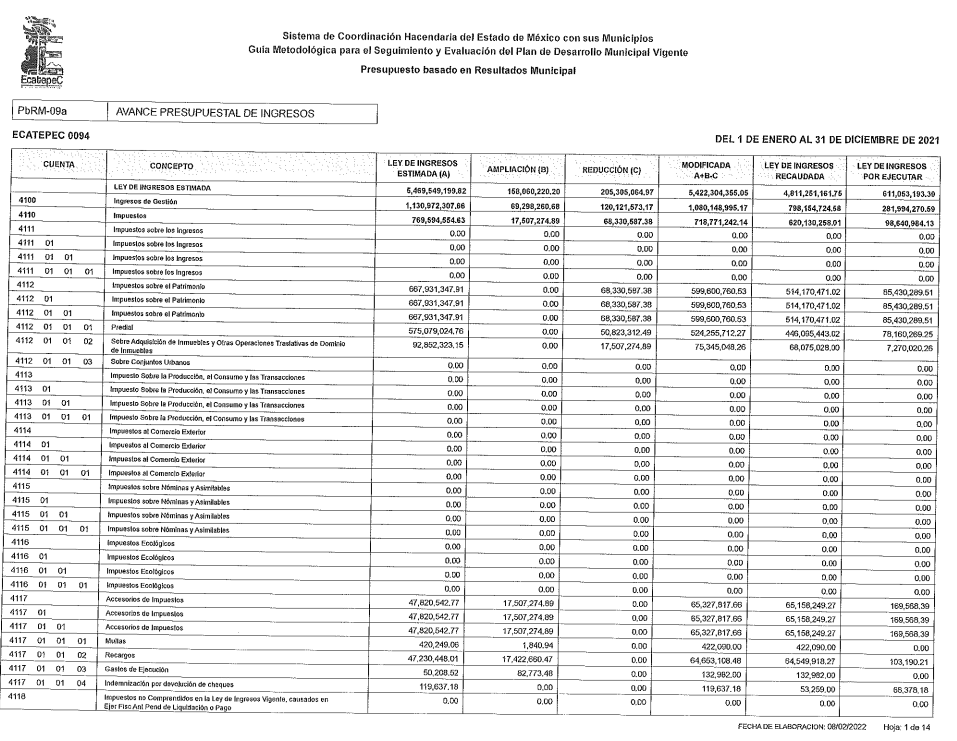 Sistema de Coordinación Hacendaria del Estado de México con sus Municipios
Guia Metodológica para el Seguimiento y Evaluación del Plan de Desarrollo Municipal Vigente
Presupuesto basado en Resultados Municipal
EcatepeC
PbRM-09a AVANCE PRESUPUESTAL DE INGRESOS
ECATEPEC 0094 DEL 1 DE ENERO AL 31 DE DICIEMBRE DE 2021
CUENTA CONCEPTO LEY DE INGRESOS ESTIMADA (A) AMPLIACIÓN (B) REDUCCIÓN (C) MODIFICADA A+B-C LEY DE INGRESOS RECAUDADA LEY DE INGRESOS POR EJECUTAR
LEY DE INGRESOS ESTIMADA 5,469,549,199.82 158,060,220.20 205,305,064.97 5,422,304,355.05 4,811,251,161.75 611,053,193.39
4100 Ingresos de Gestión 1,130,972,307.66 69,298,260.68 120,121,573.17 1,080,148,995.17 798,154,724.58 281,994,270.59
4110 Impuestos 769,594,554.63 17,507,274.89 68,330,587.38 718,771,242.14 620,130,258.01 98,640,984.13
4111 Impuestos sobre los Ingresos 0.00 0.00 0.00 0.00 0.00 0.00
4111 01 Impuestos sobre los Ingresos 0.00 0.00 0.00 0.00 0.00 0.00
4111 01 01 Impuestos sobre los Ingresos 0.00 0.00 0.00 0.00 0.00 0.00
4111 01 01 01 Impuestos sobre los Ingresos 0.00 0.00 0.00 0.00 0.00 0.00
4112 Impuestos sobre el Patrimonio 667,931,347.91 0.00 68,330,587.38 599,600,760.53 514,170,471.02 85,430,289.51
4112 01 Impuestos sobre el Patrimonio 667,931,347.91 0.00 68,330,587.38 599,600,760.53 514,170,471.02 85,430,289.51
4112 01 01 Impuestos sobre el Patrimonio 667,931,347.91 0.00 68,330,587.38 599,600,760.53 514,170,471.02 85,430,289.51
4112 01 01 01 Predial 575,079,024.76 0.00 50,823,312.49 524,255,712.27 446,095,443.02 78,160,269.25
4112 01 01 02 Sobre Adquisición de Inmuebles y Otras Operaciones Traslativas de Dominio 92,852,323.15 0.00 17,507,274.89 75,345,048.26 68,075,028.00 7,270,020.26
de Inmuebles
4112 01 01 03 Sobre Conjuntos Urbanos 0.00 0.00 0.00 0.00 0.00 0.00
4113 Impuesto Sobre la Producción, el Consumo y las Transacciones 0.00 0.00 0.00 0.00 0.00 0.00
4113 01 Impuesto Sobre la Producción, el Consumo y las Transacciones 0.00 0.00 0.00 0.00 0.00 0.00
4113 01 01 Impuesto Sobre la Producción, el Consumo y las Transacciones 0.00 0.00 0.00 0.00 0.00 0.00
4113 01 01 01 Impuesto Sobre la Producción, el Consumo y las Transacciones 0.00 0.00 0.00 0.00 0.00 0.00
4114 Impuestos al Comercio Exterior 0.00 0.00 0.00 0.00 0.00 0.00
4114 01 Impuestos al Comercio Exterior 0.00 0.00 0.00 0.00 0.00 0.00
4114 01 01 Impuestos al Comercio Exterior 0.00 0.00 0.00 0.00 0.00 0.00
4114 01 01 01 Impuestos al Comercio Exterior 0.00 0.00 0.00 0.00 0.00 0.00
4115 Impuestos sobre Nóminas y Asimilables 0.00 0.00 0.00 0.00 0.00 0.00
4115 01 Impuestos sobre Nóminas y Asimilables 0.00 0.00 0.00 0.00 0.00 0.00
4115 01 01 Impuestos sobre Nóminas y Asimilables 0.00 0.00 0.00 0.00 0.00 0.00
4115 01 01 01 Impuestos sobre Nóminas y Asimilables 0.00 0.00 0.00 0.00 0.00 0.00
4116 Impuestos Ecológicos 0.00 0.00 0.00 0.00 0.00 0.00
4116 01 Impuestos Ecológicos 0.00 0.00 0.00 0.00 0.00 0.00
4116 01 01 Impuestos Ecológicos 0.00 0.00 0.00 0.00 0.00 0.00
4116 01 01 01 Impuestos Ecológicos 0.00 0.00 0.00 0.00 0.00 0.00
4117 Accesorios de Impuestos 47,820,542.77 17,507,274.89 0.00 65,327,817.66 65,158,249.27 169,568.39
4117 01 Accesorios de Impuestos 47,820,542.77 17,507,274.89 0.00 65,327,817.66 65,158,249.27 169,568.39
4117 01 Accesorios de Impuestos 47,820,542.77 17,507,274.89 0.00 65,327,817.66 65,158,249.27 169,568.39
4117 01 01 01 Multas 420,249.06 1,840.94 0.00 422,090.00 422,090.00 0.00
4117 01 01 02 Recargos 47,230,448.01 17,422,660.47 0.00 64,653,108.48 64,549,918.27 103,190.21
4117 01 01 03 Gastos de Ejecución 50,208.52 82,773.48 0.00 132,982.00 132,982.00 0.00
4117 01 01 04 Indemnización por devolución de cheques 119,637.18 0.00 0.00 119,637.18 53,259.00 66,378.18
4118 Impuestos no Comprendidos en la Ley de Ingresos Vigente, causados en 0.00 0.00 0.00 0.00 0.00 0.00
Ejer Fisc Ant Pend de Liquidación o Pago
FECHA DE ELABORACION: 08/02/2022 Hoja: 1 de 14